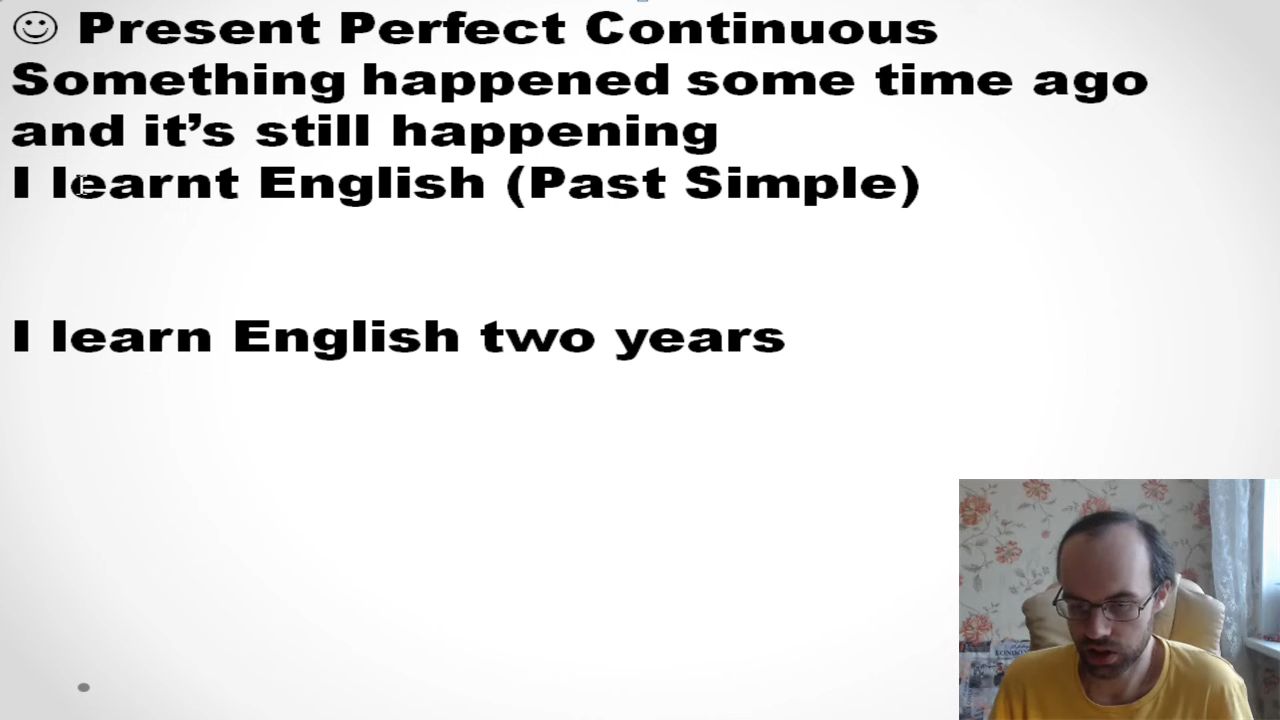 ☺ Present Perfect Continuous
Something happened some time ago
and it’s still happening
I learnt English (Past Simple)
I learn English two years
LONDON